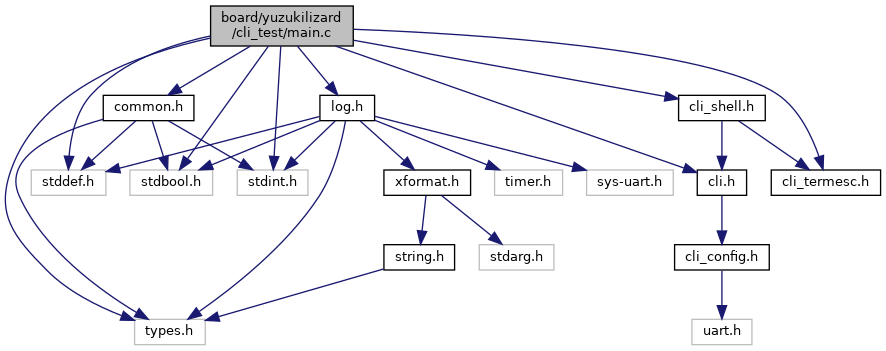 board/yuzukilizard
/cli_test/main.c
common.h
log.h
cli_shell.h
stddef.h
stdbool.h
stdint.h
xformat.h
timer.h
sys-uart.h
cli.h
cli_termesc.h
string.h
stdarg.h
cli_config.h
types.h
uart.h